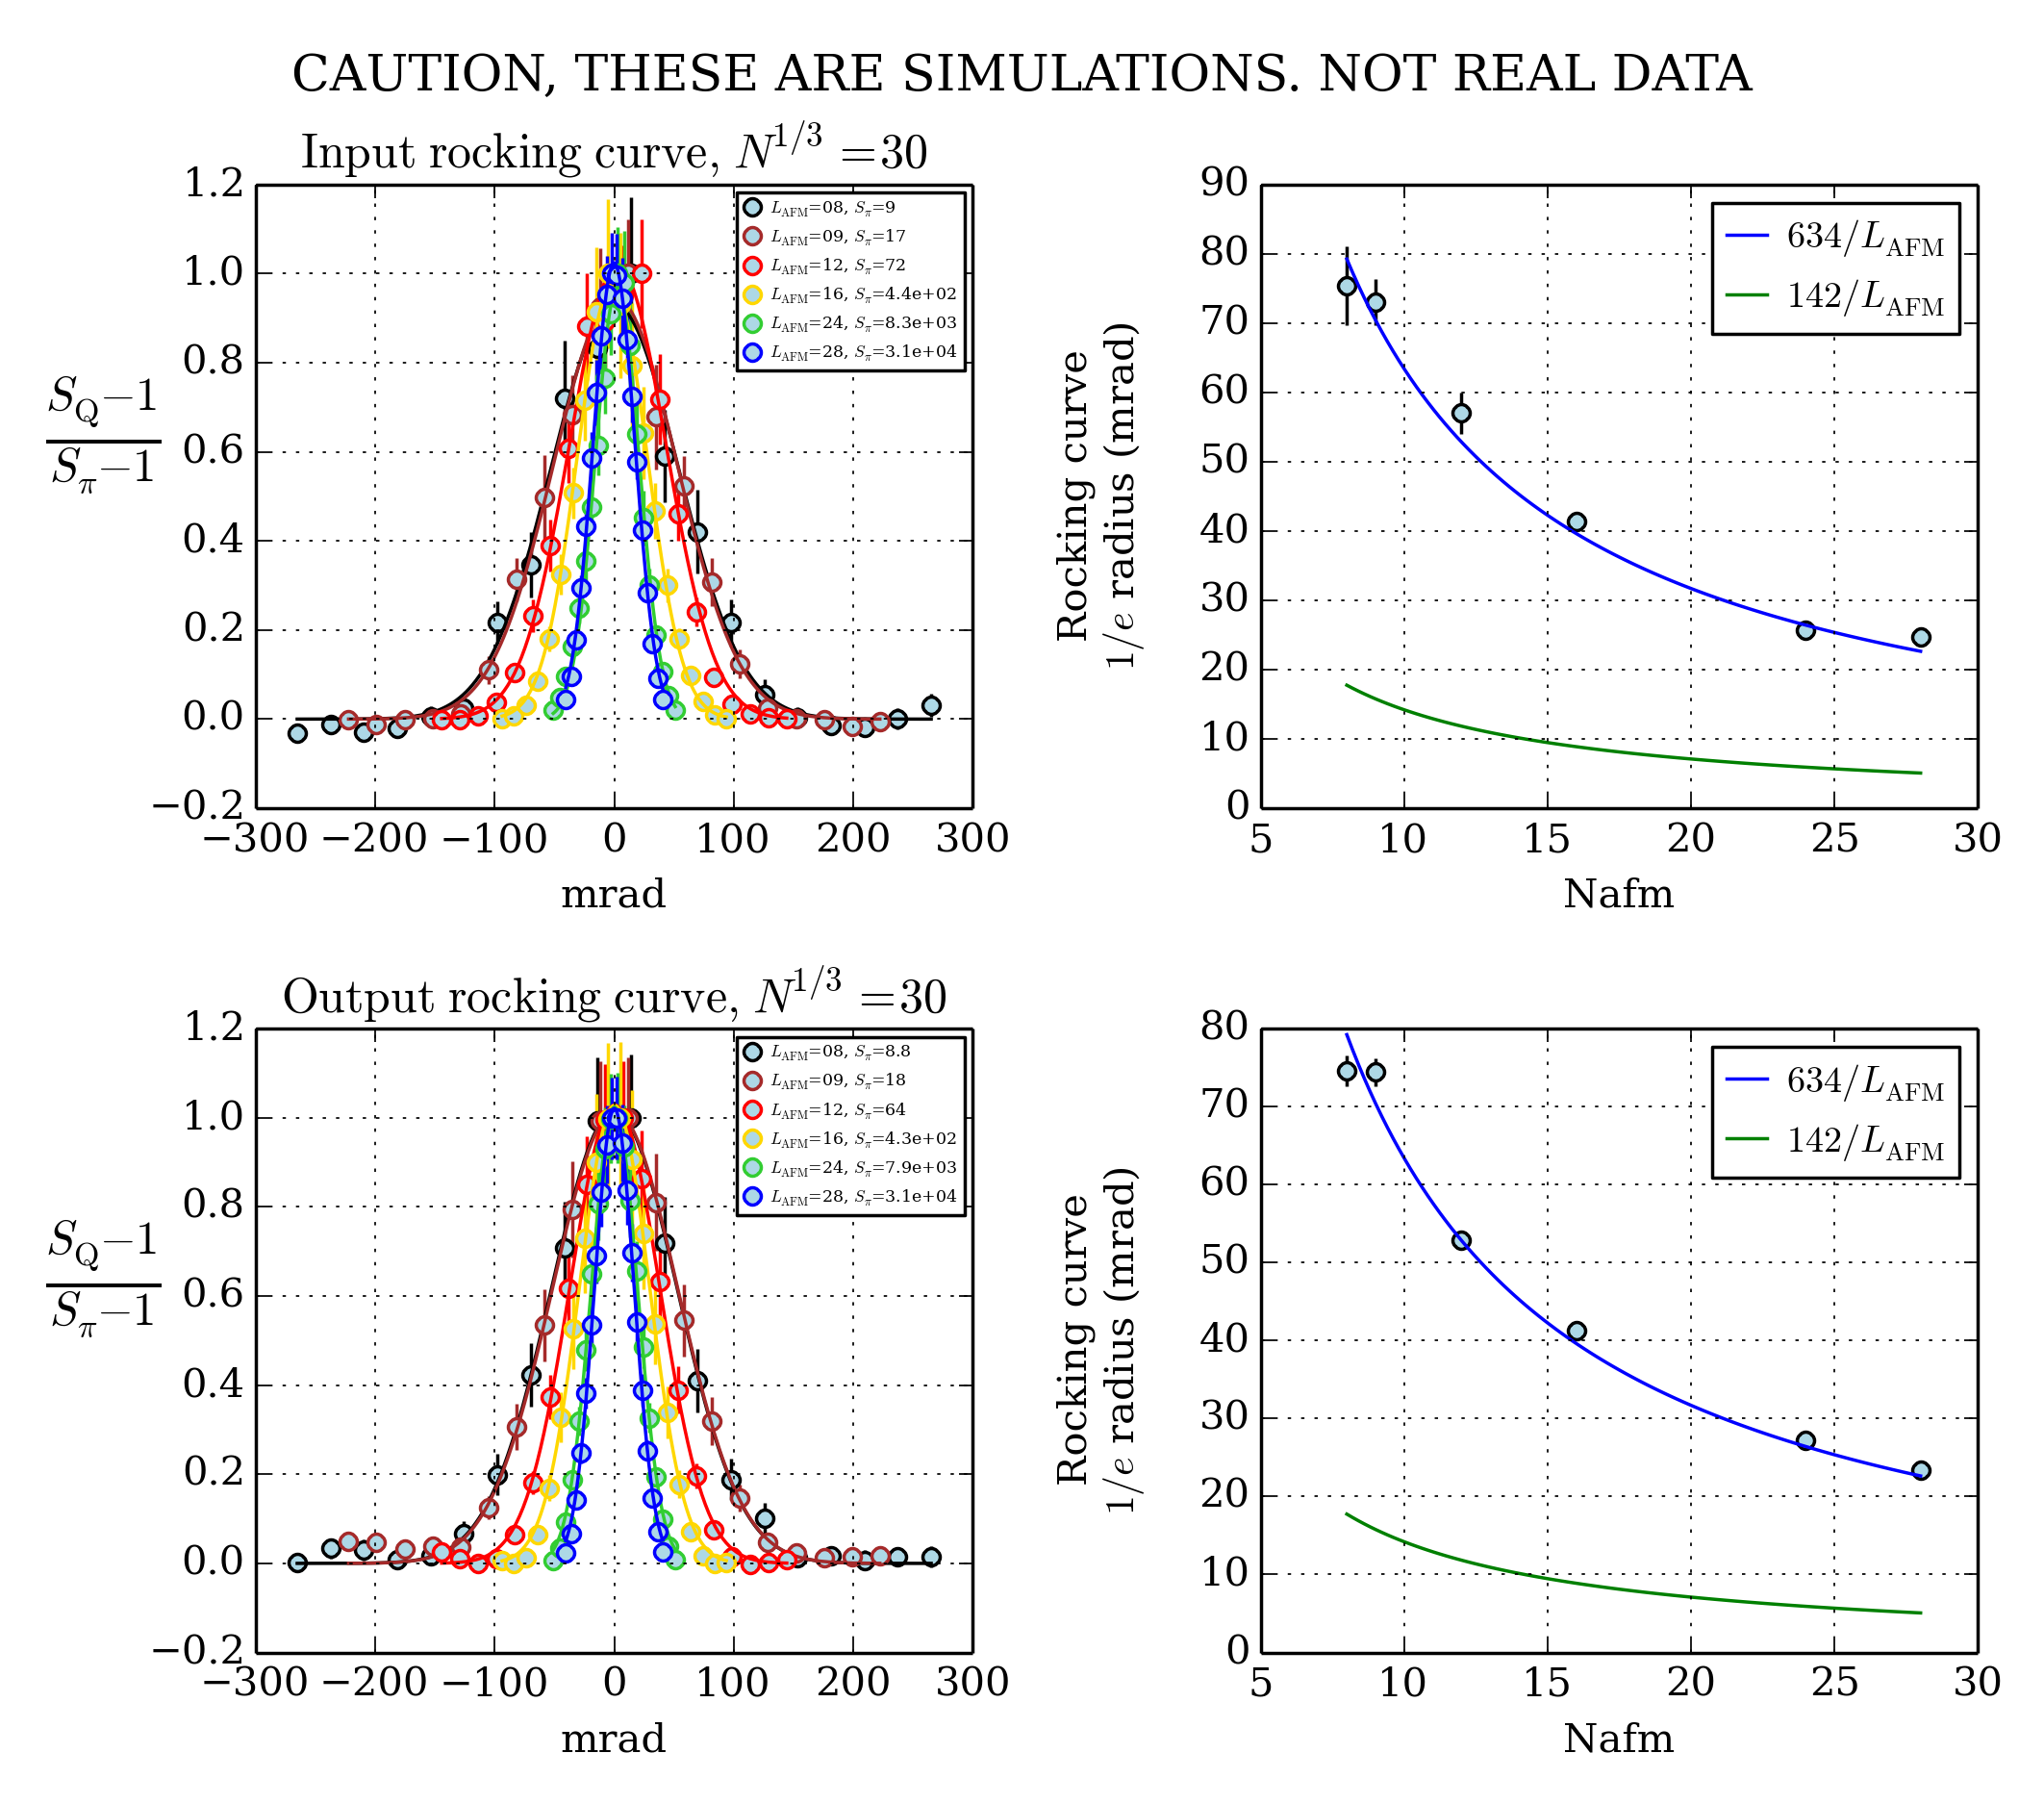 CAUTION, THESE ARE SIMULATIONS. NOT REAL DATA
Input rocking curve, N^{1/3} =30
1.2
1.0
0.8
0.6
0.4
0.2
0.0
−0.2
S_Q−1
S_π−1
L_AFM=08, S_π=9
L_AFM=09, S_π=17
L_AFM=12, S_π=72
L_AFM=16, S_π=4.4e+02
L_AFM=24, S_π=8.3e+03
L_AFM=28, S_π=3.1e+04
−300 −200 −100 0 100 200 300
mrad
90
80
70
60
50
40
30
20
10
0
Rocking curve
1/e radius (mrad)
634/L_AFM
142/L_AFM
5 10 15 20 25 30
Nafm
Output rocking curve, N^{1/3} =30
1.2
1.0
0.8
0.6
0.4
0.2
0.0
−0.2
S_Q−1
S_π−1
L_AFM=08, S_π=8.8
L_AFM=09, S_π=18
L_AFM=12, S_π=64
L_AFM=16, S_π=4.3e+02
L_AFM=24, S_π=7.9e+03
L_AFM=28, S_π=3.1e+04
−300 −200 −100 0 100 200 300
mrad
80
70
60
50
40
30
20
10
0
Rocking curve
1/e radius (mrad)
634/L_AFM
142/L_AFM
5 10 15 20 25 30
Nafm